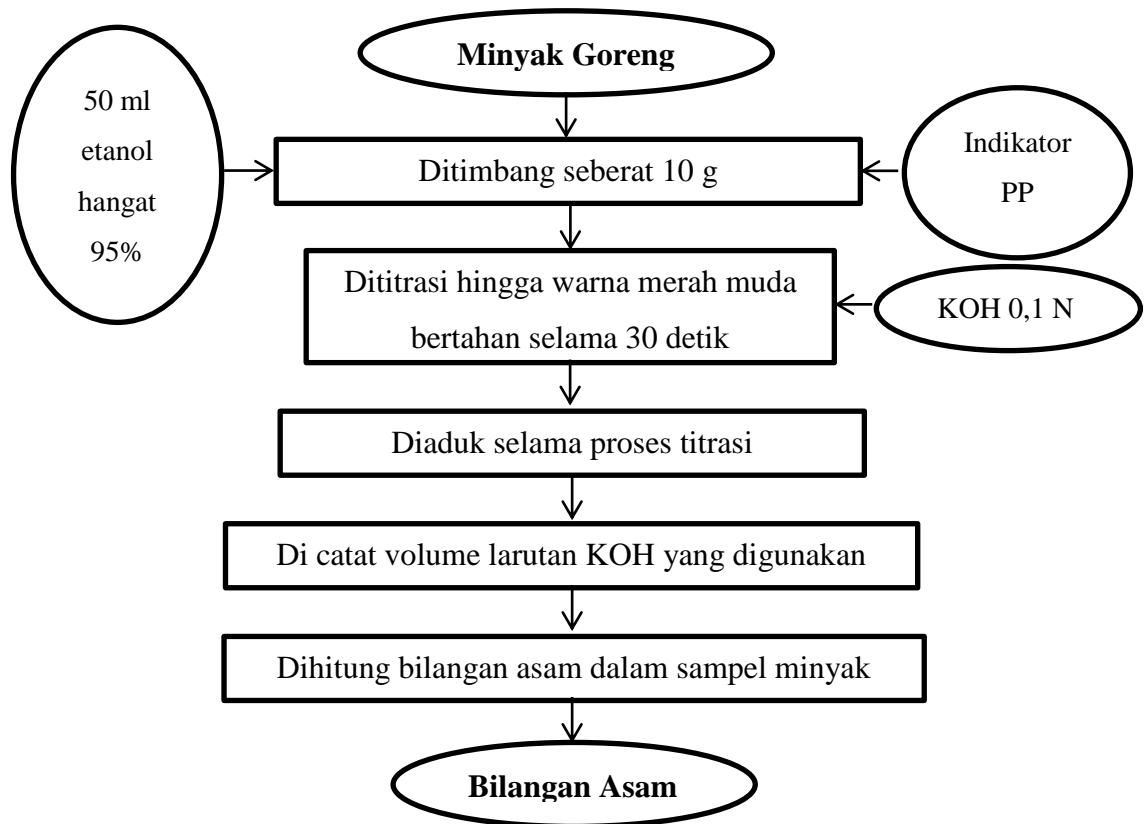 Minyak Goreng
50 ml
etanol
hangat
95%
Ditimbang seberat 10 g
Indikator
PP
Dititrasi hingga warna merah muda
bertahan selama 30 detik
KOH 0,1 N
Diaduk selama proses titrasi
Di catat volume larutan KOH yang digunakan
Dihitung bilangan asam dalam sampel minyak
Bilangan Asam